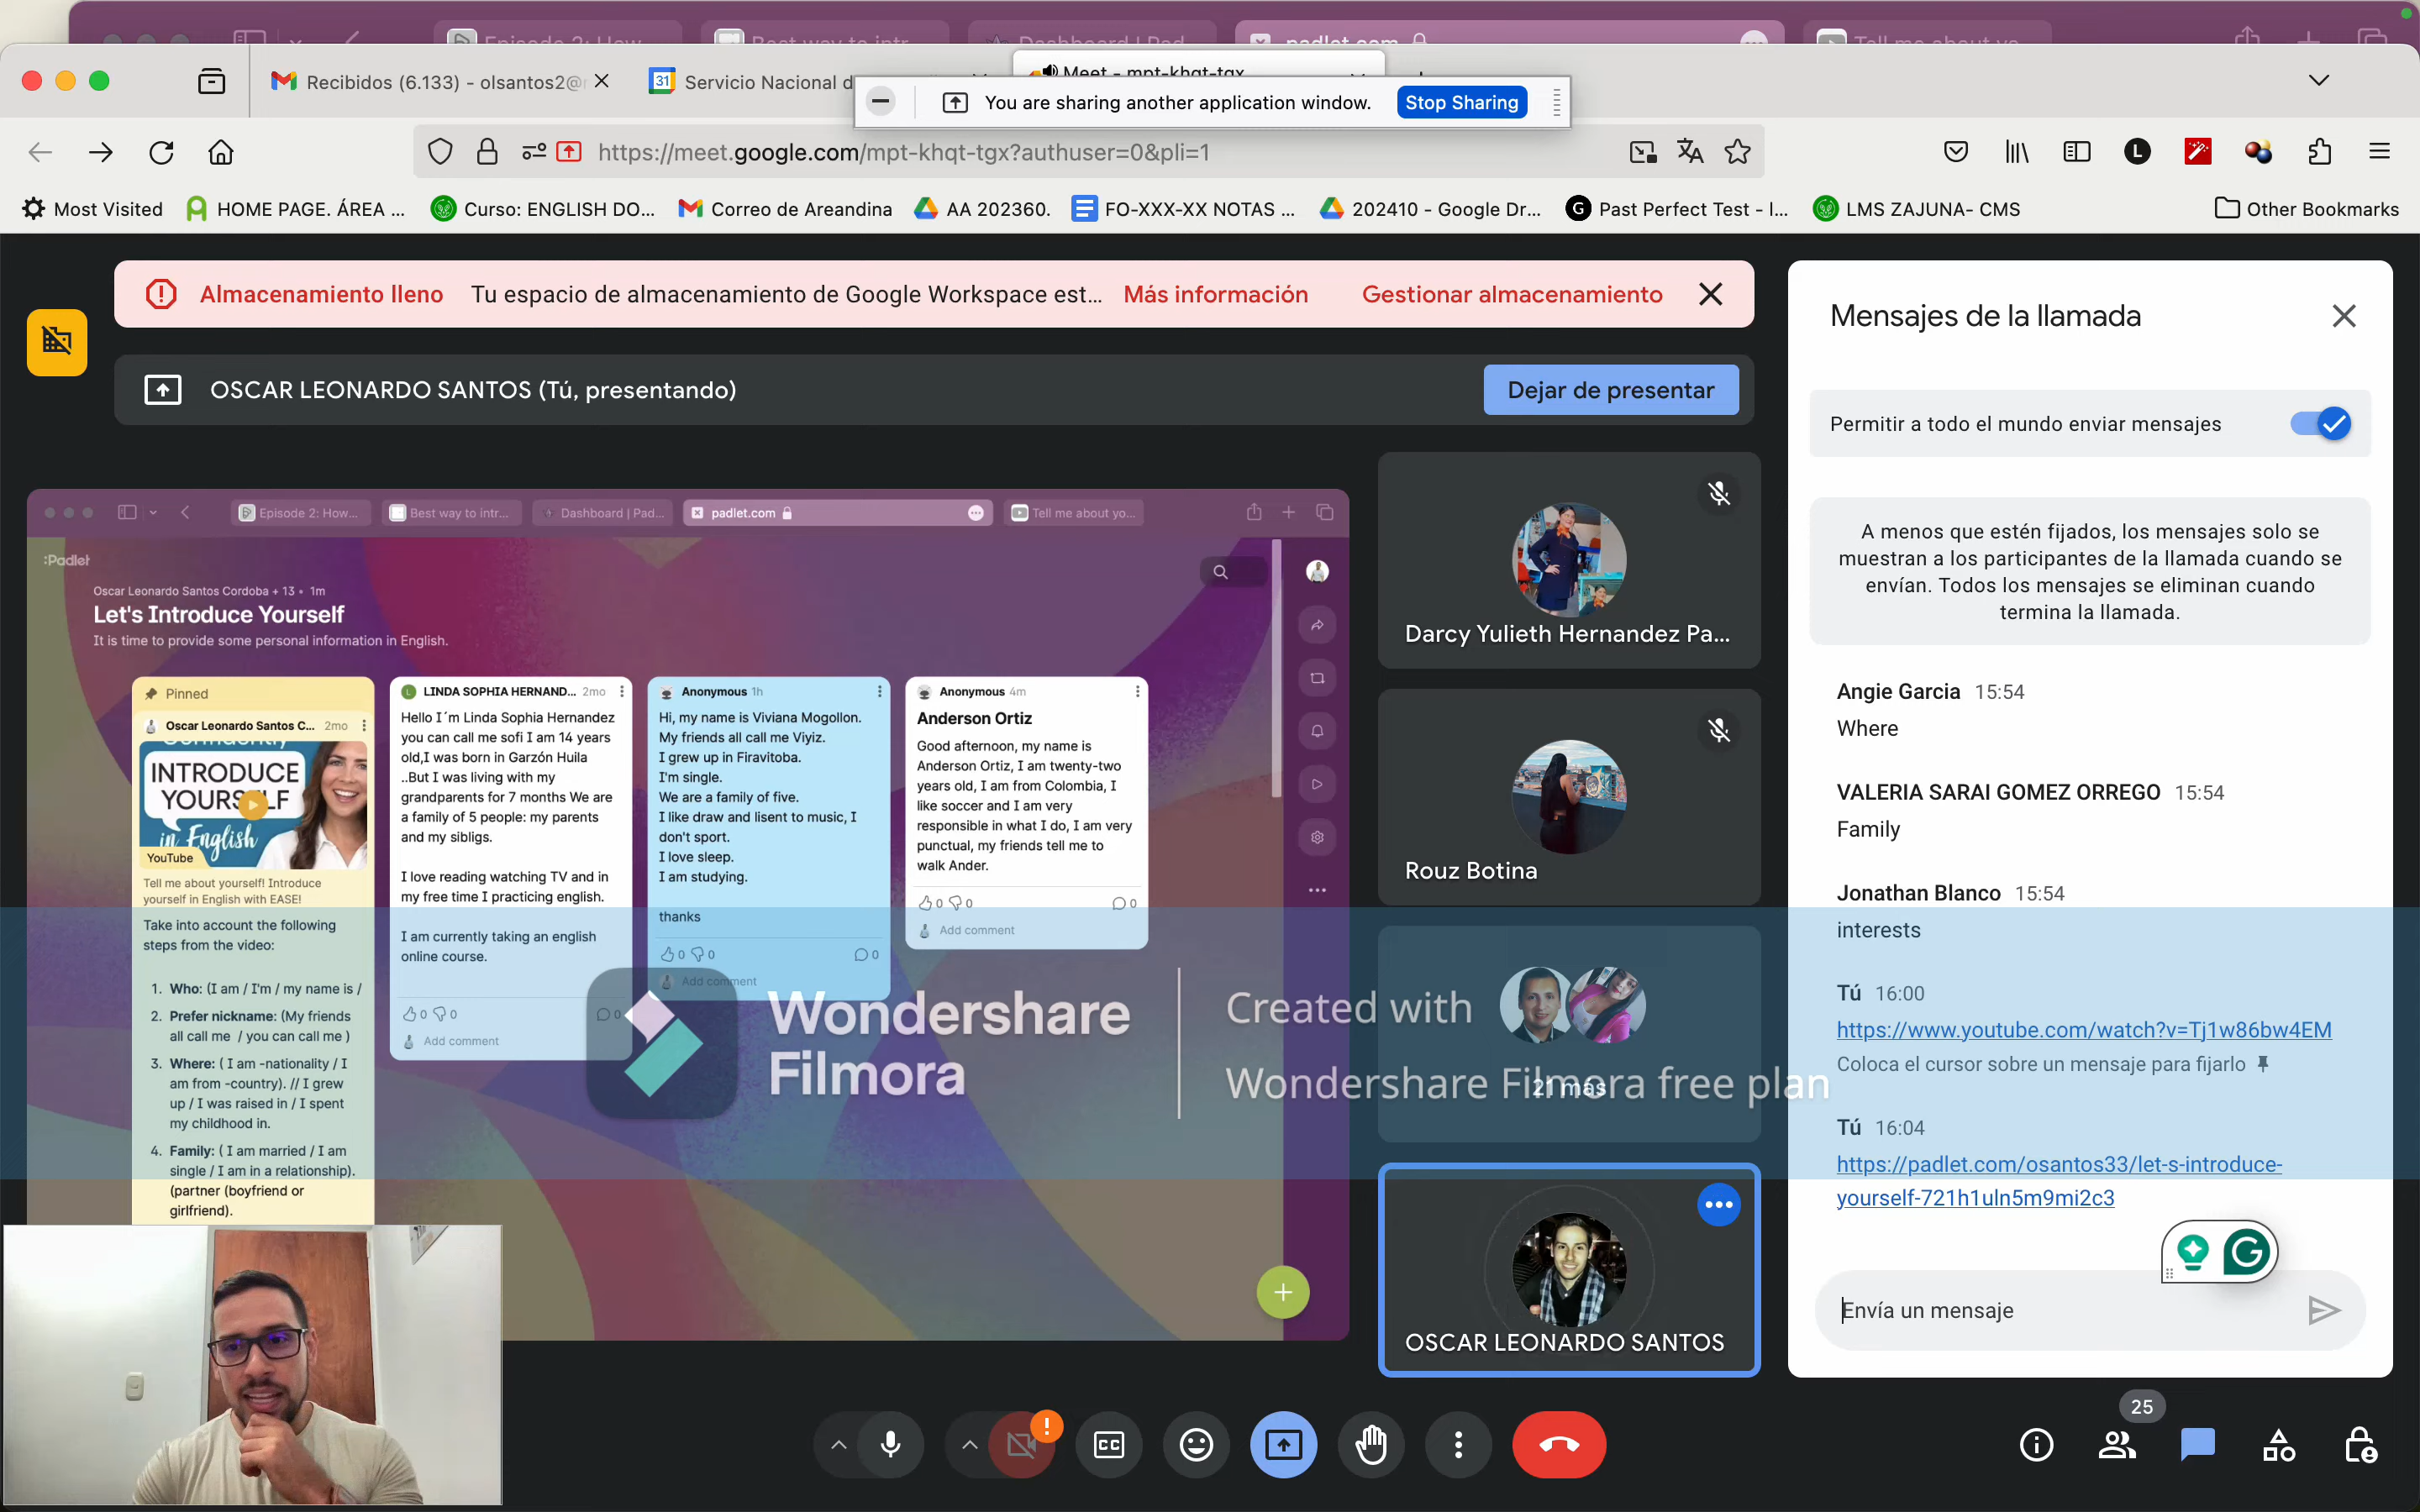 Episode 2: How
padlet.com
Recibidos (6.133) - olsantos2@
31
Servicio Nacional d
Meet - mpt-khqt-tgx
You are sharing another application window.
Stop Sharing
https://meet.google.com/mpt-khqt-tgx?authuser=0&pli=1
L
Most Visited
HOME PAGE. ÁREA ...
Curso: ENGLISH DO...
Correo de Areandina
AA 202360.
FO-XXX-XX NOTAS ...
202410 - Google Dr...
G
Past Perfect Test - I...
LMS ZAJUNA- CMS
Other Bookmarks
Almacenamiento lleno
Tu espacio de almacenamiento de Google Workspace est...
Más información
Gestionar almacenamiento
OSCAR LEONARDO SANTOS (Tú, presentando)
Dejar de presentar
Episode 2: How...
Best way to intr...
Dashboard | Pad...
padlet.com
Tell me about yo...
:Padlet
Oscar Leonardo Santos Cordoba + 13 • 1m
Let's Introduce Yourself
It is time to provide some personal information in English.
Pinned
Oscar Leonardo Santos C... 2mo
INTRODUCE
YOURSELF
in English
YouTube
Tell me about yourself! Introduce
yourself in English with EASE!
Take into account the following
steps from the video:
1. Who: (I am / I'm / my name is /
2. Prefer nickname: (My friends
all call me / you can call me )
3. Where: ( I am -nationality / I
am from -country). // I grew
up / I was raised in / I spent
my childhood in.
4. Family: ( I am married / I am
single / I am in a relationship).
(partner (boyfriend or
girlfriend).
L
LINDA SOPHIA HERNAND... 2mo
Hello I´m Linda Sophia Hernandez
you can call me sofi I am 14 years
old,I was born in Garzón Huila
..But I was living with my
grandparents for 7 months We are
a family of 5 people: my parents
and my sibligs.
I love reading watching TV and in
my free time I practicing english.
I am currently taking an english
online course.
0 0 0
Add comment
Anonymous 1h
Hi, my name is Viviana Mogollon.
My friends all call me Viyiz.
I grew up in Firavitoba.
I'm single.
We are a family of five.
I like draw and lisent to music, I
don't sport.
I love sleep.
I am studying.
thanks
0 0 0
Add comment
Anonymous 4m
Anderson Ortiz
Good afternoon, my name is
Anderson Ortiz, I am twenty-two
years old, I am from Colombia, I
like soccer and I am very
responsible in what I do, I am very
punctual, my friends tell me to
walk Ander.
0 0 0
Add comment
Darcy Yulieth Hernandez Pa...
Rouz Botina
21 más
OSCAR LEONARDO SANTOS
Wondershare
Filmora
Created with
Wondershare Filmora free plan
Mensajes de la llamada
Permitir a todo el mundo enviar mensajes
A menos que estén fijados, los mensajes solo se
muestran a los participantes de la llamada cuando se
envían. Todos los mensajes se eliminan cuando
termina la llamada.
Angie Garcia 15:54
Where
VALERIA SARAI GOMEZ ORREGO 15:54
Family
Jonathan Blanco 15:54
interests
Tú 16:00
https://www.youtube.com/watch?v=Tj1w86bw4EM
Coloca el cursor sobre un mensaje para fijarlo
Tú 16:04
https://padlet.com/osantos33/let-s-introduce-
yourself-721h1uln5m9mi2c3
Envía un mensaje
CC
25